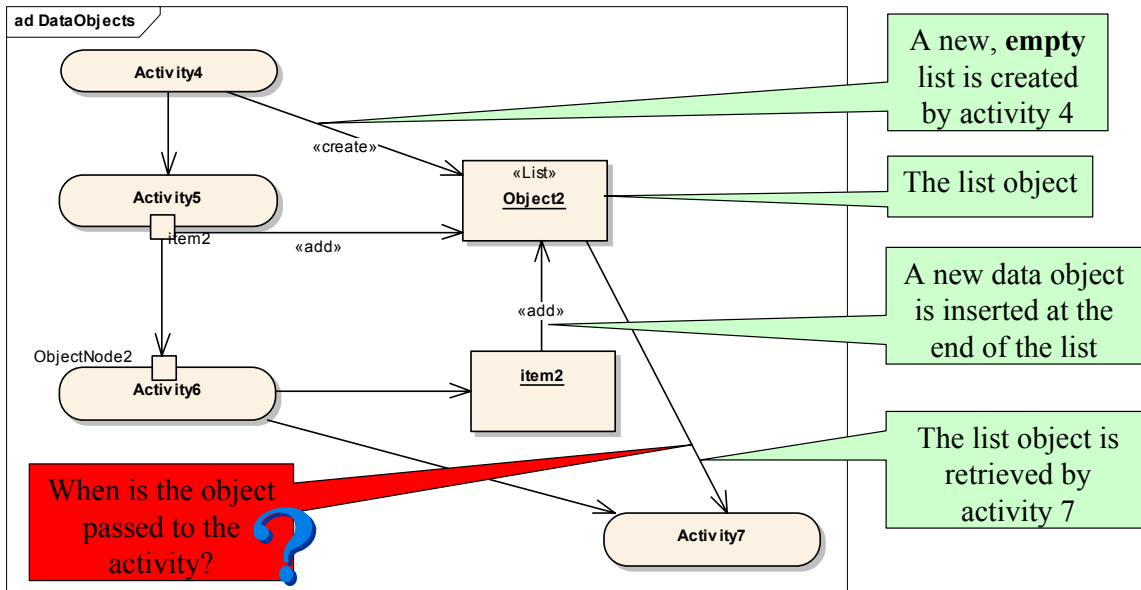 ad DataObjects
Activity4
«create»
«List»
Object2
Activity5
item2
«add»
«add»
ObjectNode2
Activity6
item2
Activity7
A new, empty
list is created
by activity 4
The list object
A new data object
is inserted at the
end of the list
The list object is
retrieved by
activity 7
When is the object
passed to the
activity?
?